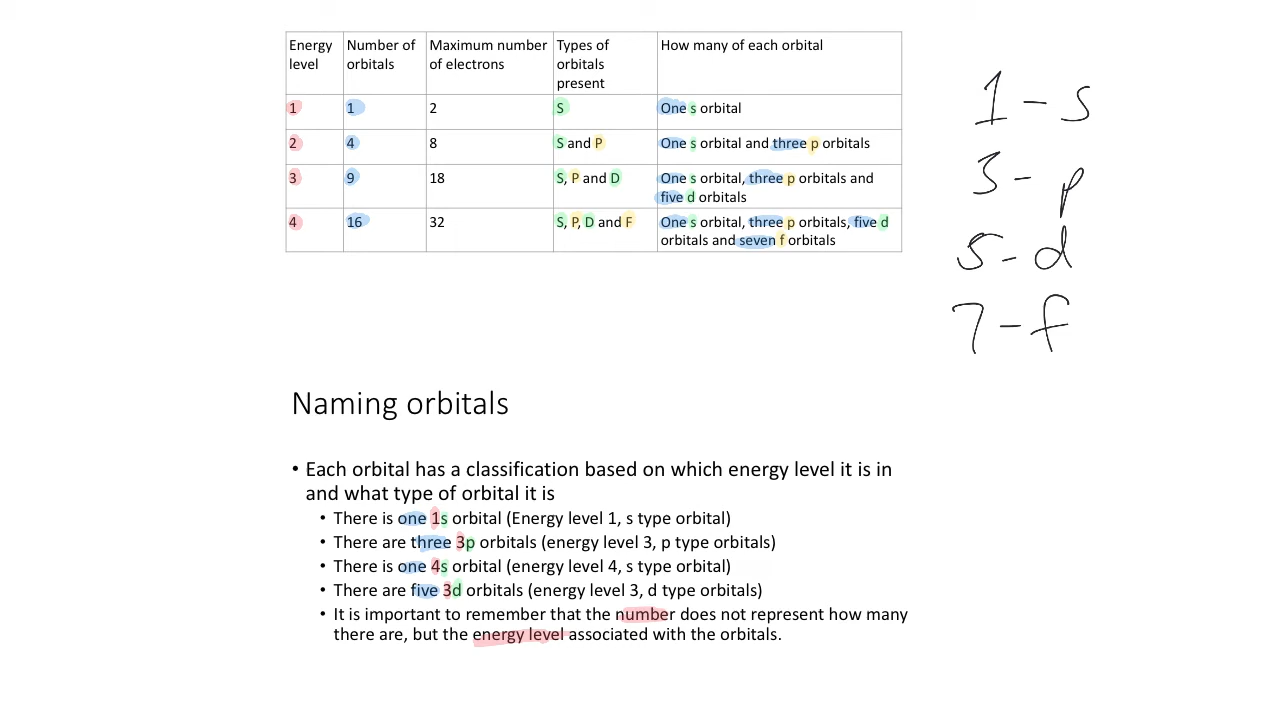 Energy level Number of orbitals Maximum number of electrons Types of orbitals present How many of each orbital
1 1 2 S One s orbital
2 4 8 S and P One s orbital and three p orbitals
3 9 18 S, P and D One s orbital, three p orbitals and five d orbitals
4 16 32 S, P, D and F One s orbital, three p orbitals, five d orbitals and seven f orbitals
1 - s
3 - p
5 - d
7 - f
Naming orbitals
• Each orbital has a classification based on which energy level it is in
and what type of orbital it is
• There is one 1s orbital (Energy level 1, s type orbital)
• There are three 3p orbitals (energy level 3, p type orbitals)
• There is one 4s orbital (energy level 4, s type orbital)
• There are five 3d orbitals (energy level 3, d type orbitals)
• It is important to remember that the number does not represent how many
there are, but the energy level associated with the orbitals.